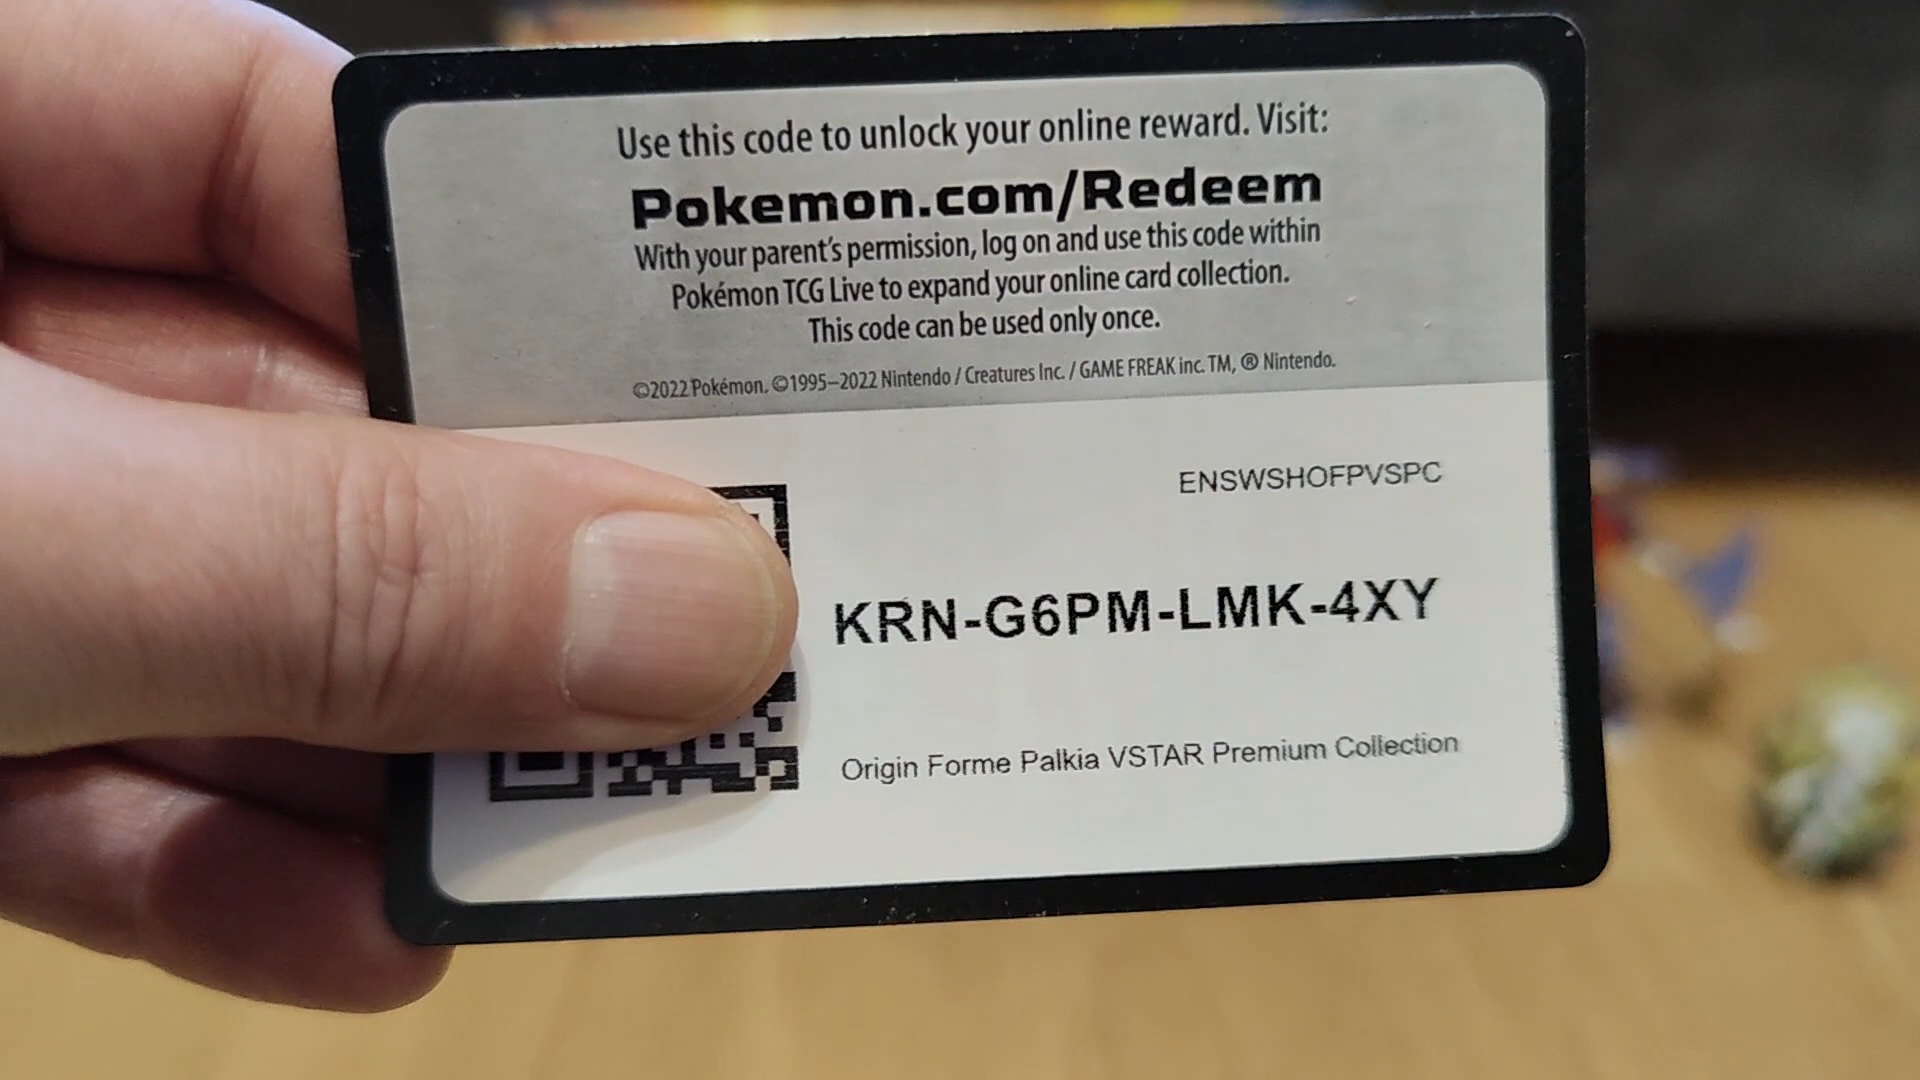 Use this code to unlock your online reward. Visit:
Pokemon.com/Redeem
With your parent's permission, log on and use this code within
Pokémon TCG Live to expand your online card collection.
This code can be used only once.
©2022 Pokémon. ©1995–2022 Nintendo / Creatures Inc. / GAME FREAK inc. TM, ® Nintendo.
ENSWSHOFPVSPC
KRN-G6PM-LMK-4XY
Origin Forme Palkia VSTAR Premium Collection